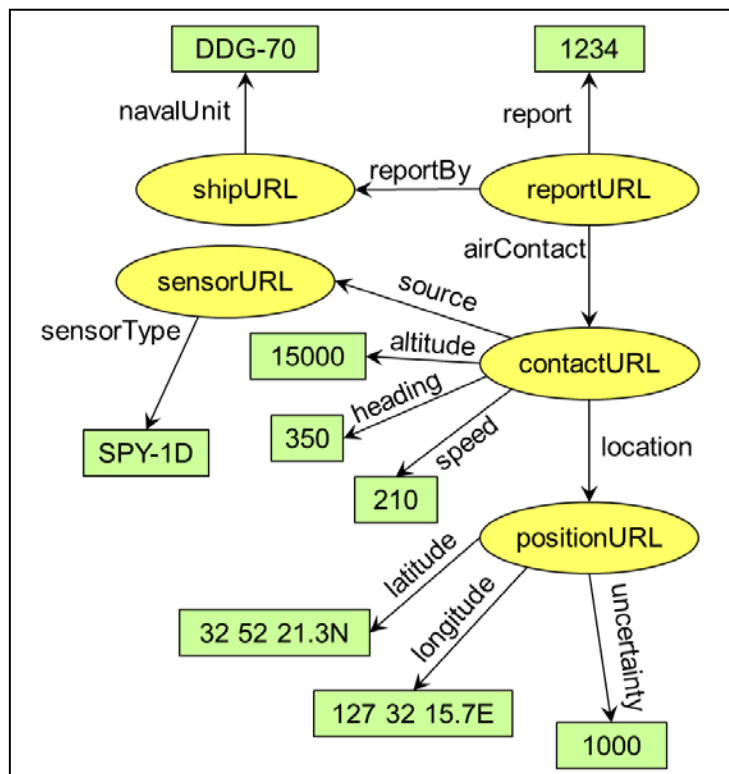 DDG-70
1234
navalUnit
report
shipURL
reportBy
reportURL
airContact
sensorURL
source
sensorType
altitude
15000
contactURL
heading
350
speed
location
SPY-1D
210
positionURL
latitude
longitude
uncertainty
32 52 21.3N
127 32 15.7E
1000